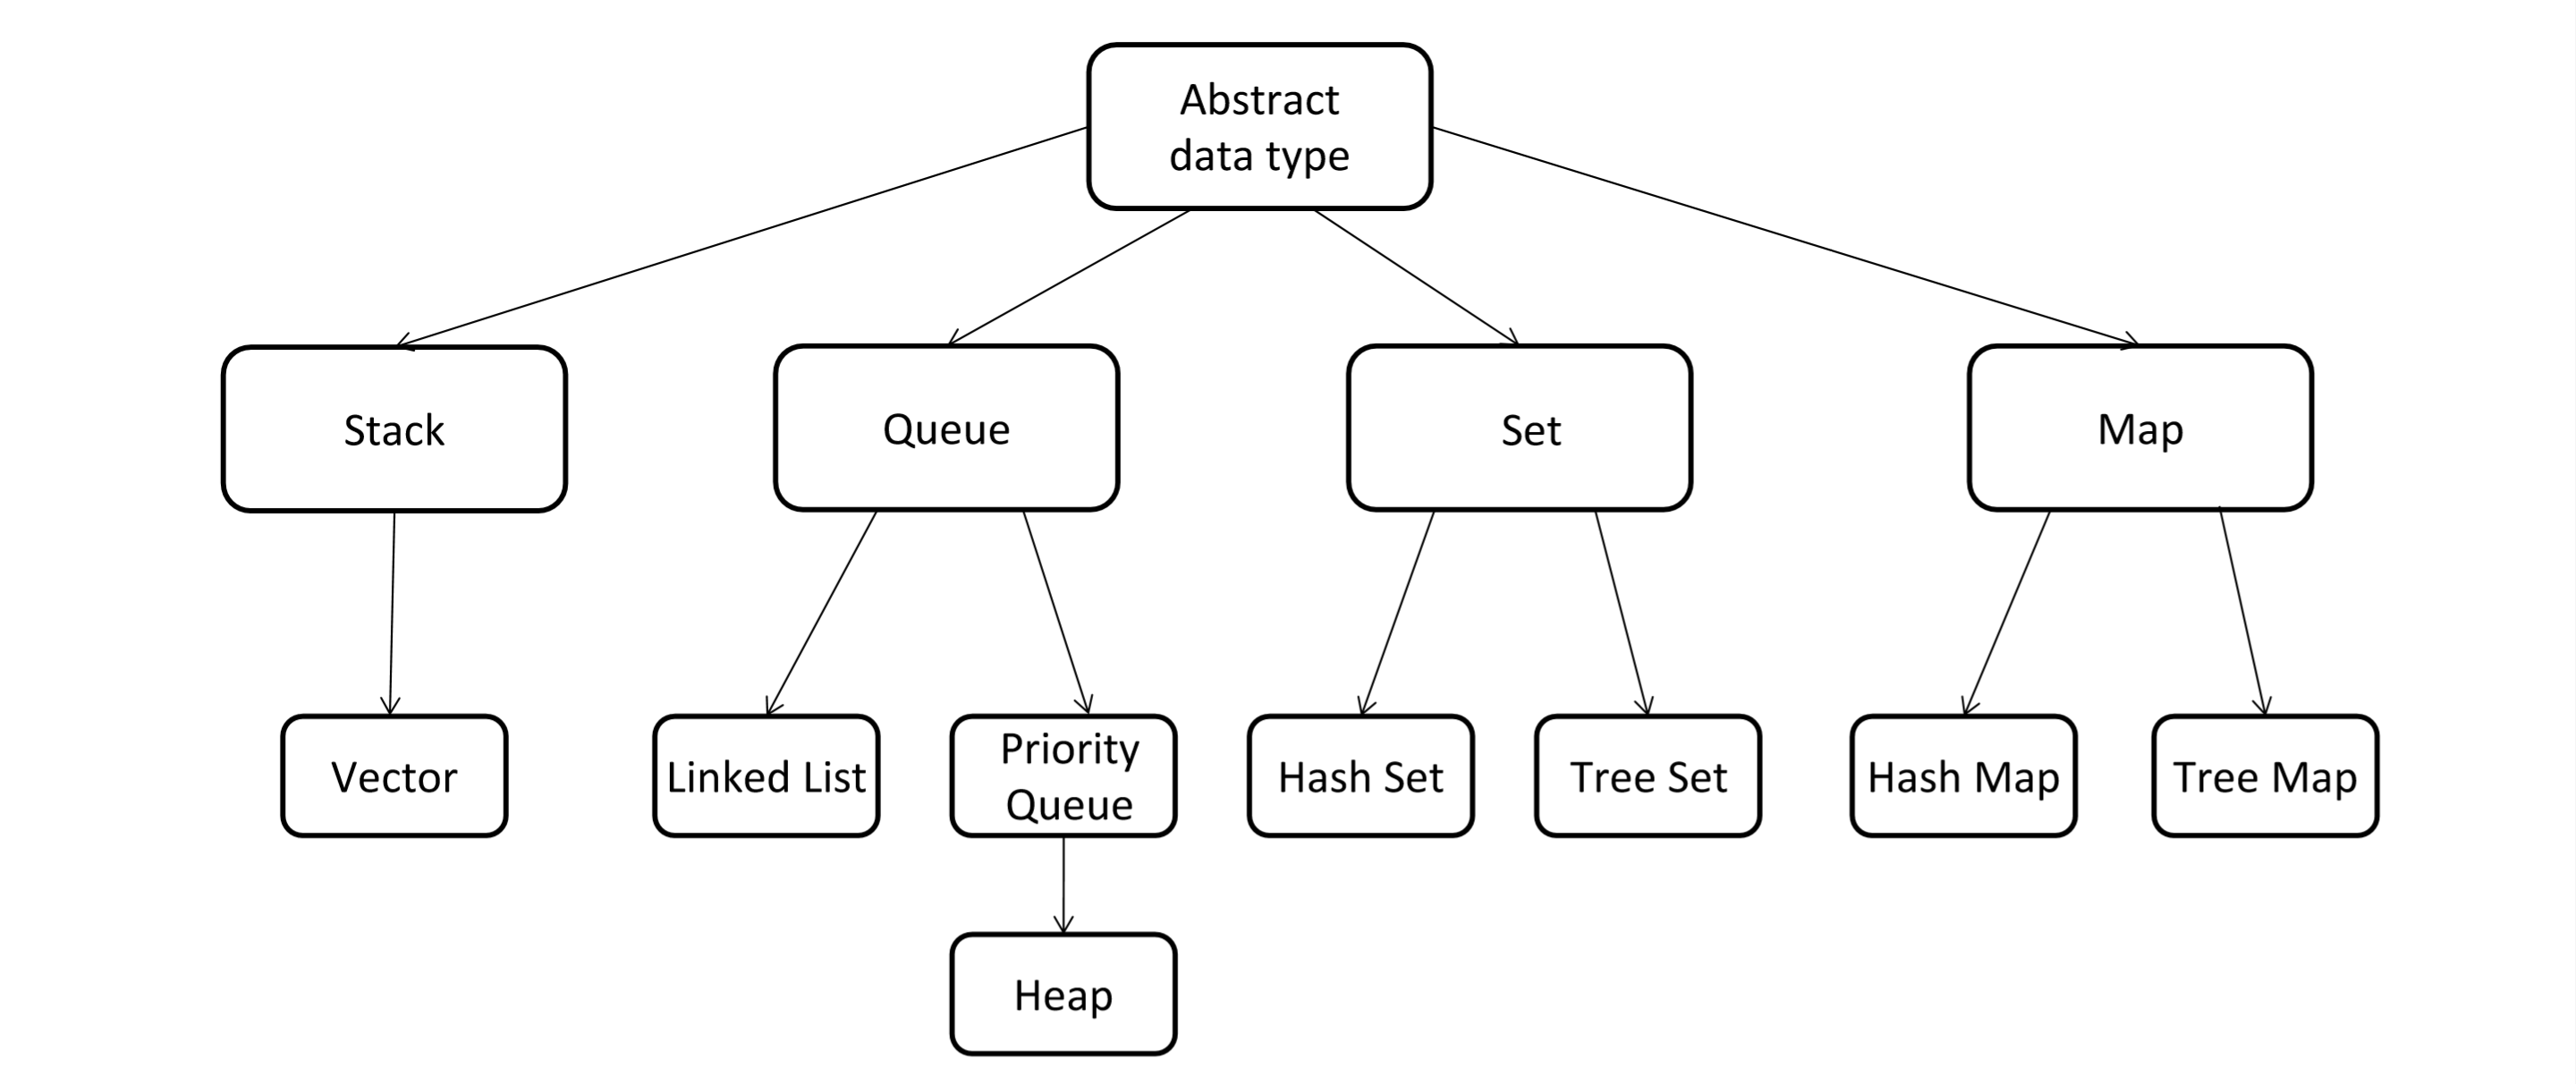 Abstract
data type
Stack
Queue
Set
Map
Vector
Linked List
Priority
Queue
Hash Set
Tree Set
Hash Map
Tree Map
Heap